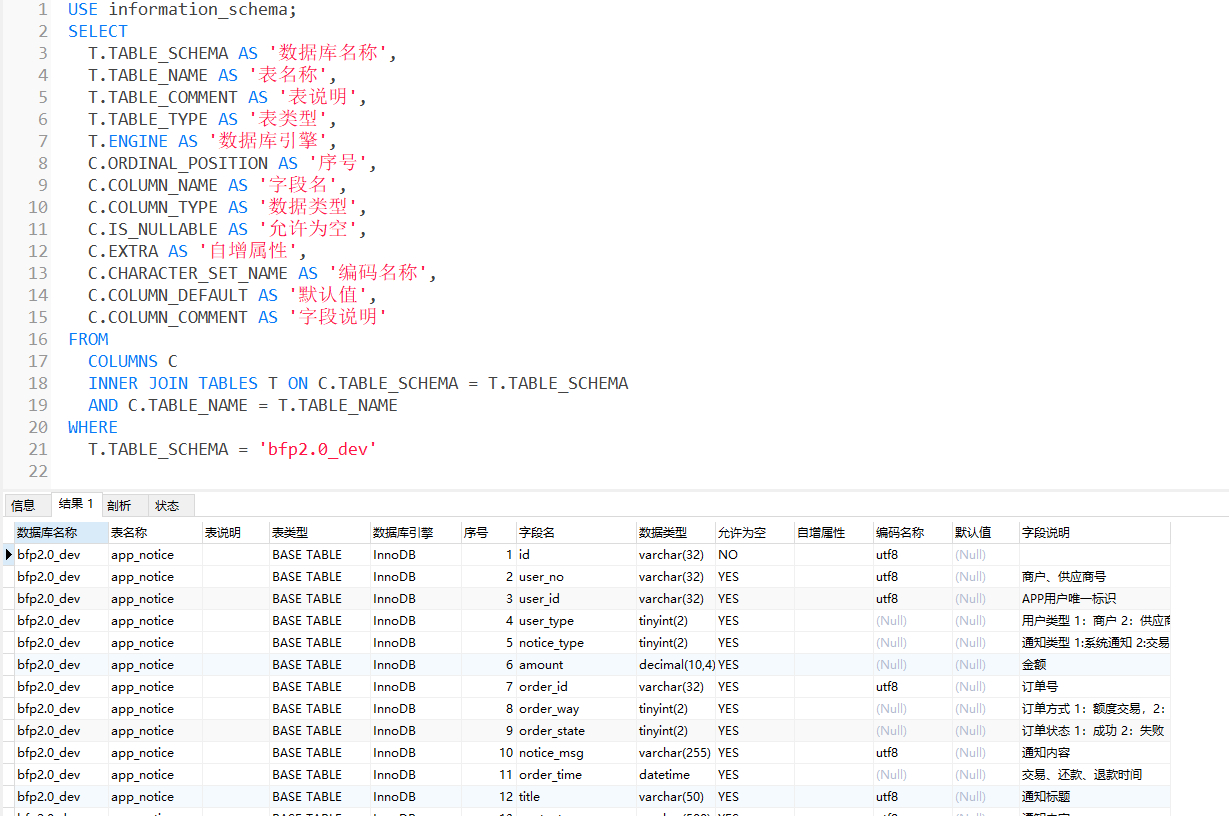 1 USE information_schema;
2 SELECT
3 T.TABLE_SCHEMA AS '数据库名称',
4 T.TABLE_NAME AS '表名称',
5 T.TABLE_COMMENT AS '表说明',
6 T.TABLE_TYPE AS '表类型',
7 T.ENGINE AS '数据库引擎',
8 C.ORDINAL_POSITION AS '序号',
9 C.COLUMN_NAME AS '字段名',
10 C.COLUMN_TYPE AS '数据类型',
11 C.IS_NULLABLE AS '允许为空',
12 C.EXTRA AS '自增属性',
13 C.CHARACTER_SET_NAME AS '编码名称',
14 C.COLUMN_DEFAULT AS '默认值',
15 C.COLUMN_COMMENT AS '字段说明'
16 FROM
17 COLUMNS C
18 INNER JOIN TABLES T ON C.TABLE_SCHEMA = T.TABLE_SCHEMA
19 AND C.TABLE_NAME = T.TABLE_NAME
20 WHERE
21 T.TABLE_SCHEMA = 'bfp2.0_dev'
22
信息 结果 1 剖析 状态
数据库名称 表名称 表说明 表类型 数据库引擎 序号 字段名 数据类型 允许为空 自增属性 编码名称 默认值 字段说明
bfp2.0_dev app_notice BASE TABLE InnoDB 1 id varchar(32) NO utf8 (Null)
bfp2.0_dev app_notice BASE TABLE InnoDB 2 user_no varchar(32) YES utf8 (Null) 商户、供应商号
bfp2.0_dev app_notice BASE TABLE InnoDB 3 user_id varchar(32) YES utf8 (Null) APP用户唯一标识
bfp2.0_dev app_notice BASE TABLE InnoDB 4 user_type tinyint(2) YES (Null) (Null) 用户类型 1：商户 2：供应商
bfp2.0_dev app_notice BASE TABLE InnoDB 5 notice_type tinyint(2) YES (Null) (Null) 通知类型 1:系统通知 2:交易
bfp2.0_dev app_notice BASE TABLE InnoDB 6 amount decimal(10,4) YES (Null) (Null) 金额
bfp2.0_dev app_notice BASE TABLE InnoDB 7 order_id varchar(32) YES utf8 (Null) 订单号
bfp2.0_dev app_notice BASE TABLE InnoDB 8 order_way tinyint(2) YES (Null) (Null) 订单方式 1：额度交易，2：
bfp2.0_dev app_notice BASE TABLE InnoDB 9 order_state tinyint(2) YES (Null) (Null) 订单状态 1：成功 2：失败
bfp2.0_dev app_notice BASE TABLE InnoDB 10 notice_msg varchar(255) YES utf8 (Null) 通知内容
bfp2.0_dev app_notice BASE TABLE InnoDB 11 order_time datetime YES (Null) (Null) 交易、还款、退款时间
bfp2.0_dev app_notice BASE TABLE InnoDB 12 title varchar(50) YES utf8 (Null) 通知标题